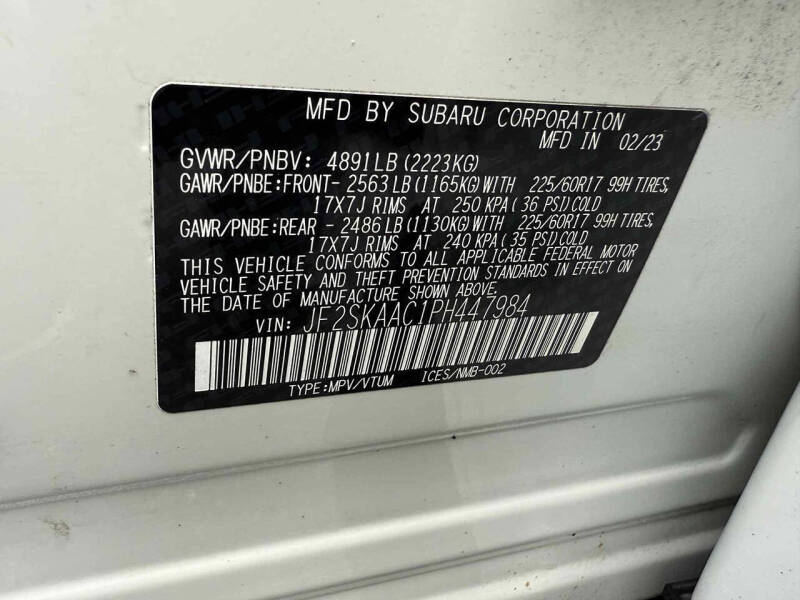 MFD BY SUBARU CORPORATION
MFD IN 02/23
GVWR/PNBV: 4891LB(2223KG)
GAWR/PNBE:FRONT- 2563LB(1165KG)WITH 225/60R17 99H TIRES,
17X7J RIMS AT 250 KPA(36 PSI)COLD
GAWR/PNBE:REAR - 2486LB(1130KG)WITH 225/60R17 99H TIRES,
17X7J RIMS AT 240 KPA(35 PSI)COLD
THIS VEHICLE CONFORMS TO ALL APPLICABLE FEDERAL MOTOR
VEHICLE SAFETY AND THEFT PREVENTION STANDARDS IN EFFECT ON
THE DATE OF MANUFACTURE SHOWN ABOVE.
VIN: JF2SKAAC1PH447984
TYPE:MPV/VTUM ICES/NMB-002